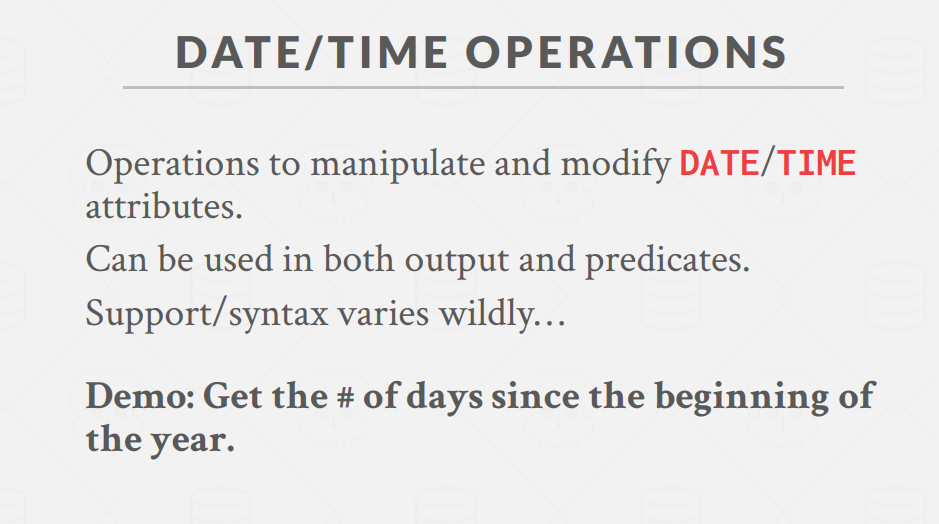 DATE/TIME OPERATIONS
Operations to manipulate and modify DATE/TIME
attributes.
Can be used in both output and predicates.
Support/syntax varies wildly…
Demo: Get the # of days since the beginning of
the year.